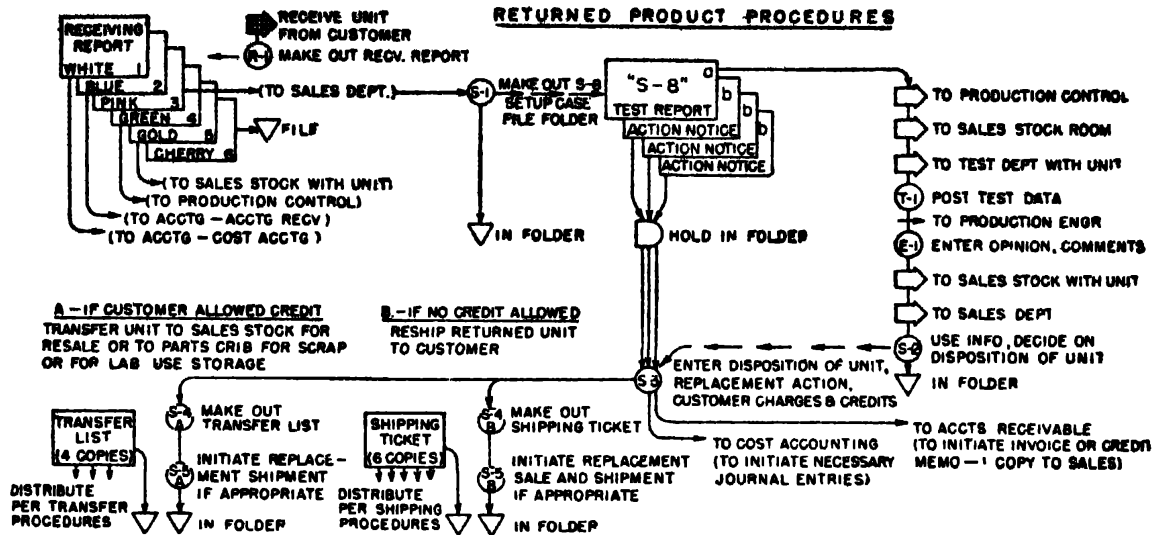 RETURNED PRODUCT PROCEDURES
RECEIVING
REPORT
WHITE 1
BLUE 2
PINK 3
GREEN 4
GOLD 5
CHERRY 6
RECEIVE UNIT
FROM CUSTOMER
R-1
MAKE OUT RECV. REPORT
(TO SALES DEPT.)
FILE
(TO SALES STOCK WITH UNIT)
(TO PRODUCTION CONTROL)
(TO ACCTG - ACCTG RECV)
(TO ACCTG - COST ACCTG)
S-1
MAKE OUT S-8
SETUP CASE
FILE FOLDER
IN FOLDER
"S-8" a
TEST REPORT
ACTION NOTICE b
ACTION NOTICE b
ACTION NOTICE b
HOLD IN FOLDER
TO PRODUCTION CONTROL
TO SALES STOCK ROOM
TO TEST DEPT WITH UNIT
T-1
POST TEST DATA
TO PRODUCTION ENGR
E-1
ENTER OPINION, COMMENTS
TO SALES STOCK WITH UNIT
TO SALES DEPT
S-2
USE INFO, DECIDE ON
DISPOSITION OF UNIT
IN FOLDER
A - IF CUSTOMER ALLOWED CREDIT
TRANSFER UNIT TO SALES STOCK FOR
RESALE OR TO PARTS CRIB FOR SCRAP
OR FOR LAB USE STORAGE
B. - IF NO CREDIT ALLOWED
RESHIP RETURNED UNIT
TO CUSTOMER
S-3
ENTER DISPOSITION OF UNIT,
REPLACEMENT ACTION,
CUSTOMER CHARGES & CREDITS
TO COST ACCOUNTING
(TO INITIATE NECESSARY
JOURNAL ENTRIES)
TO ACCTS RECEIVABLE
(TO INITIATE INVOICE OR CREDIT
MEMO - 1 COPY TO SALES)
TRANSFER
LIST
(4 COPIES)
DISTRIBUTE
PER TRANSFER
PROCEDURES
S-4
A
MAKE OUT
TRANSFER LIST
S-5
A
INITIATE REPLACE-
MENT SHIPMENT
IF APPROPRIATE
IN FOLDER
SHIPPING
TICKET
(6 COPIES)
DISTRIBUTE
PER SHIPPING
PROCEDURES
S-4
B
MAKE OUT
SHIPPING TICKET
S-5
B
INITIATE REPLACEMENT
SALE AND SHIPMENT
IF APPROPRIATE
IN FOLDER